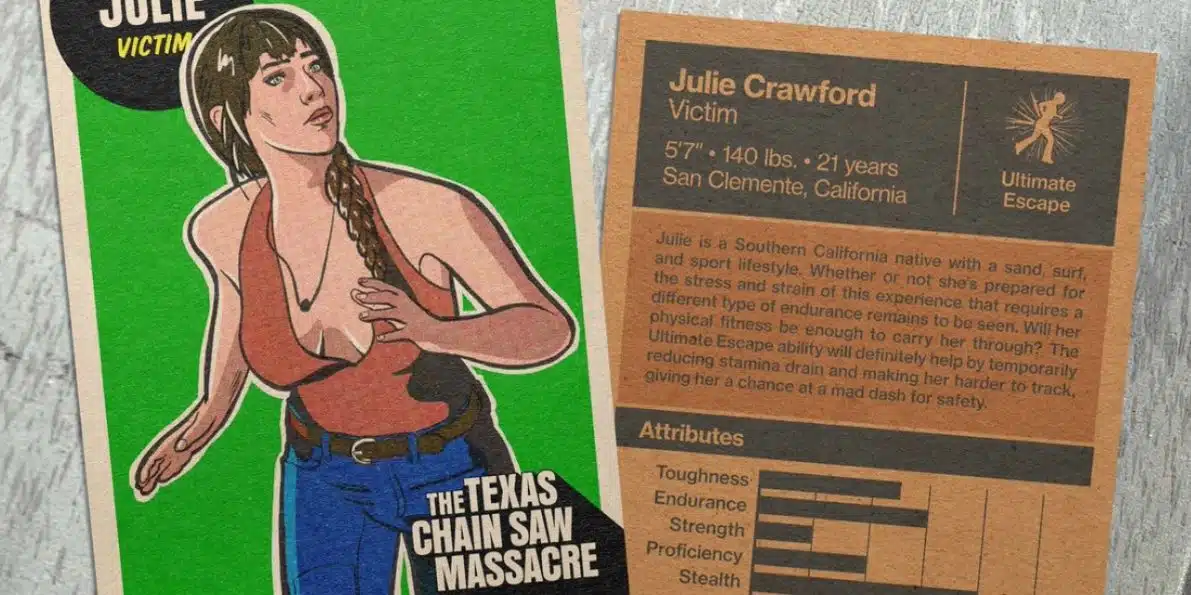 JULIE
VICTIM
THE TEXAS
CHAIN SAW
MASSACRE
Julie Crawford
Victim
5'7" • 140 lbs. • 21 years
San Clemente, California
Ultimate
Escape
Julie is a Southern California native with a sand, surf,
and sport lifestyle. Whether or not she's prepared for
the stress and strain of this experience that requires a
different type of endurance remains to be seen. Will her
physical fitness be enough to carry her through? The
Ultimate Escape ability will definitely help by temporarily
reducing stamina drain and making her harder to track,
giving her a chance at a mad dash for safety.
Attributes
Toughness
Endurance
Strength
Proficiency
Stealth